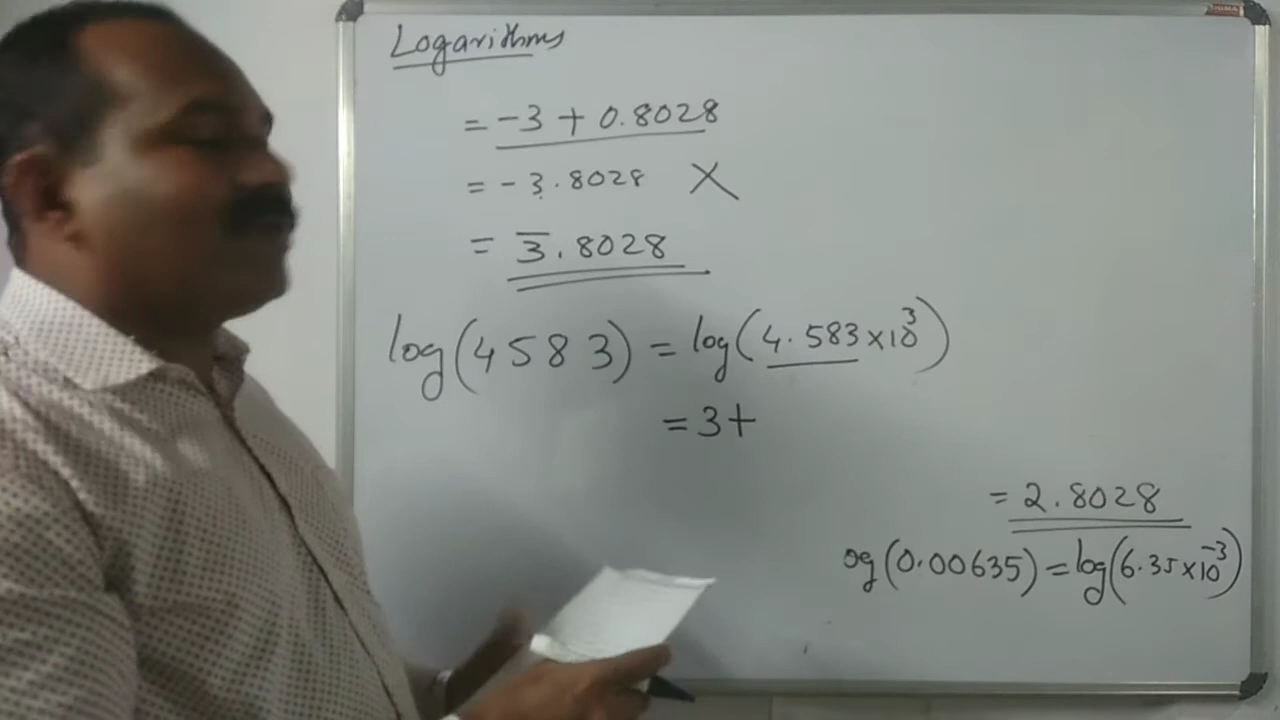 SIGMA
Logarithms
= -3 + 0.8028
= -3.8028 X
= 3̅.8028
log(4583) = log(4.583×10³)
= 3+
= 2.8028
og(0.00635) = log(6.35×10⁻³)